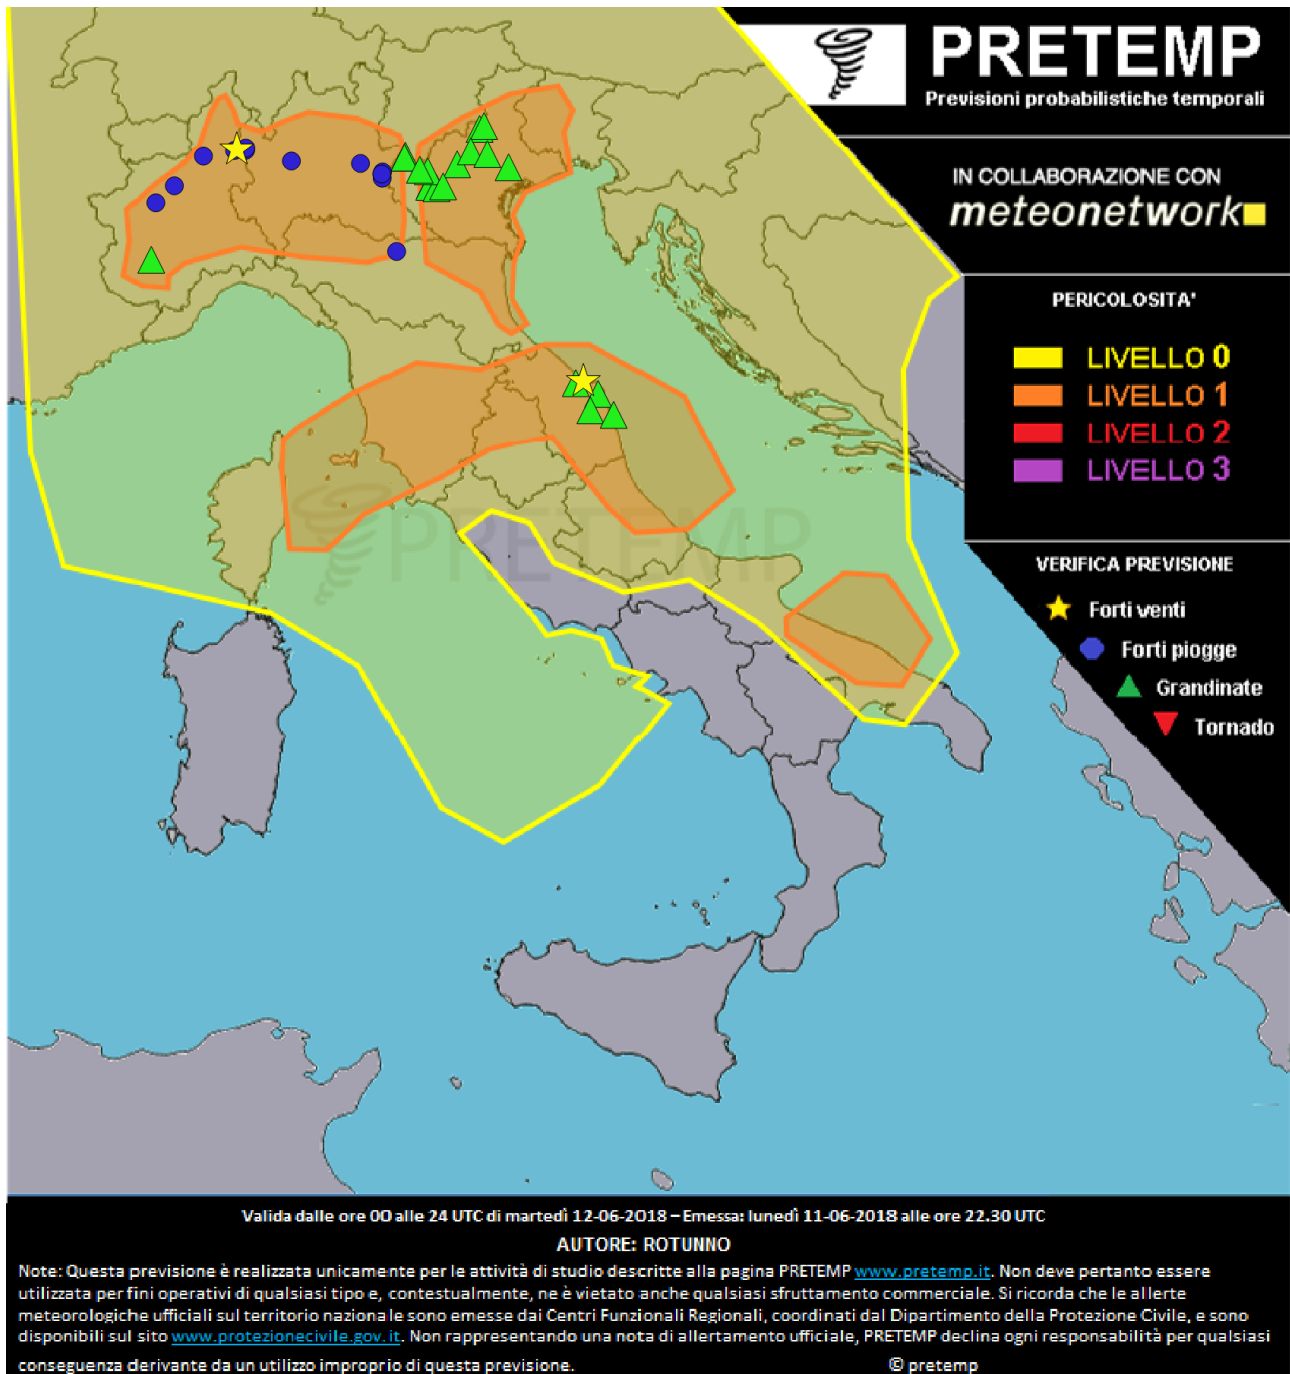 PRETEMP
Previsioni probabilistiche temporali
IN COLLABORAZIONE CON
meteonetwork
PERICOLOSITA'
LIVELLO 0
LIVELLO 1
LIVELLO 2
LIVELLO 3
VERIFICA PREVISIONE
Forti venti
Forti piogge
Grandinate
Tornado
PRETEMP
Valida dalle ore 00 alle 24 UTC di martedì 12-06-2018 – Emessa: lunedì 11-06-2018 alle ore 22.30 UTC
AUTORE: ROTUNNO
Note: Questa previsione è realizzata unicamente per le attività di studio descritte alla pagina PRETEMP www.pretemp.it. Non deve pertanto essere
utilizzata per fini operativi di qualsiasi tipo e, contestualmente, ne è vietato anche qualsiasi sfruttamento commerciale. Si ricorda che le allerte
meteorologiche ufficiali sul territorio nazionale sono emesse dai Centri Funzionali Regionali, coordinati dal Dipartimento della Protezione Civile, e sono
disponibili sul sito www.protezionecivile.gov.it. Non rappresentando una nota di allertamento ufficiale, PRETEMP declina ogni responsabilità per qualsiasi
conseguenza derivante da un utilizzo improprio di questa previsione. © pretemp